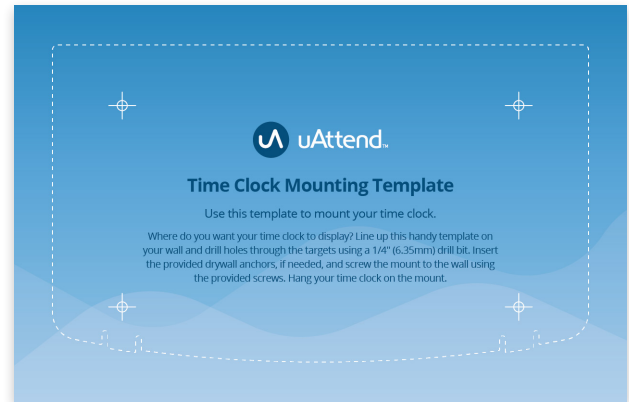 uAttend™
Time Clock Mounting Template
Use this template to mount your time clock.
Where do you want your time clock to display? Line up this handy template on
your wall and drill holes through the targets using a 1/4" (6.35mm) drill bit. Insert
the provided drywall anchors, if needed, and screw the mount to the wall using
the provided screws. Hang your time clock on the mount.